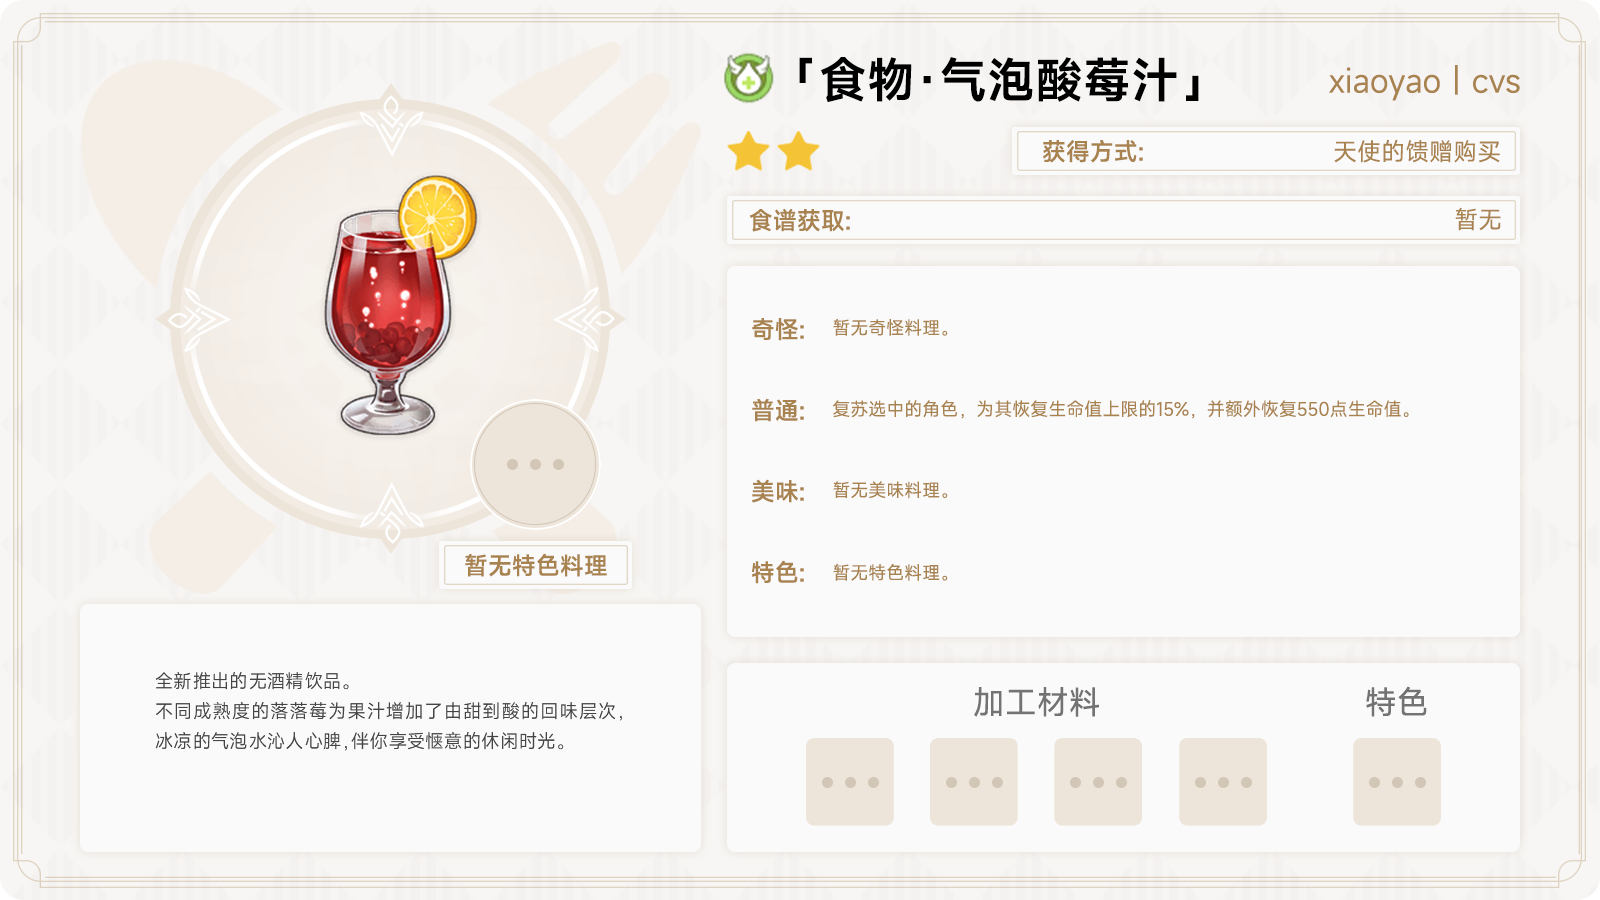 「食物·气泡酸莓汁」
xiaoyao | cvs
获得方式: 天使的馈赠购买
食谱获取: 暂无
奇怪: 暂无奇怪料理。
普通: 复苏选中的角色，为其恢复生命值上限的15%，并额外恢复550点生命值。
美味: 暂无美味料理。
特色: 暂无特色料理。
暂无特色料理
全新推出的无酒精饮品。
不同成熟度的落落莓为果汁增加了由甜到酸的回味层次，
冰凉的气泡水沁人心脾,伴你享受惬意的休闲时光。
加工材料 特色